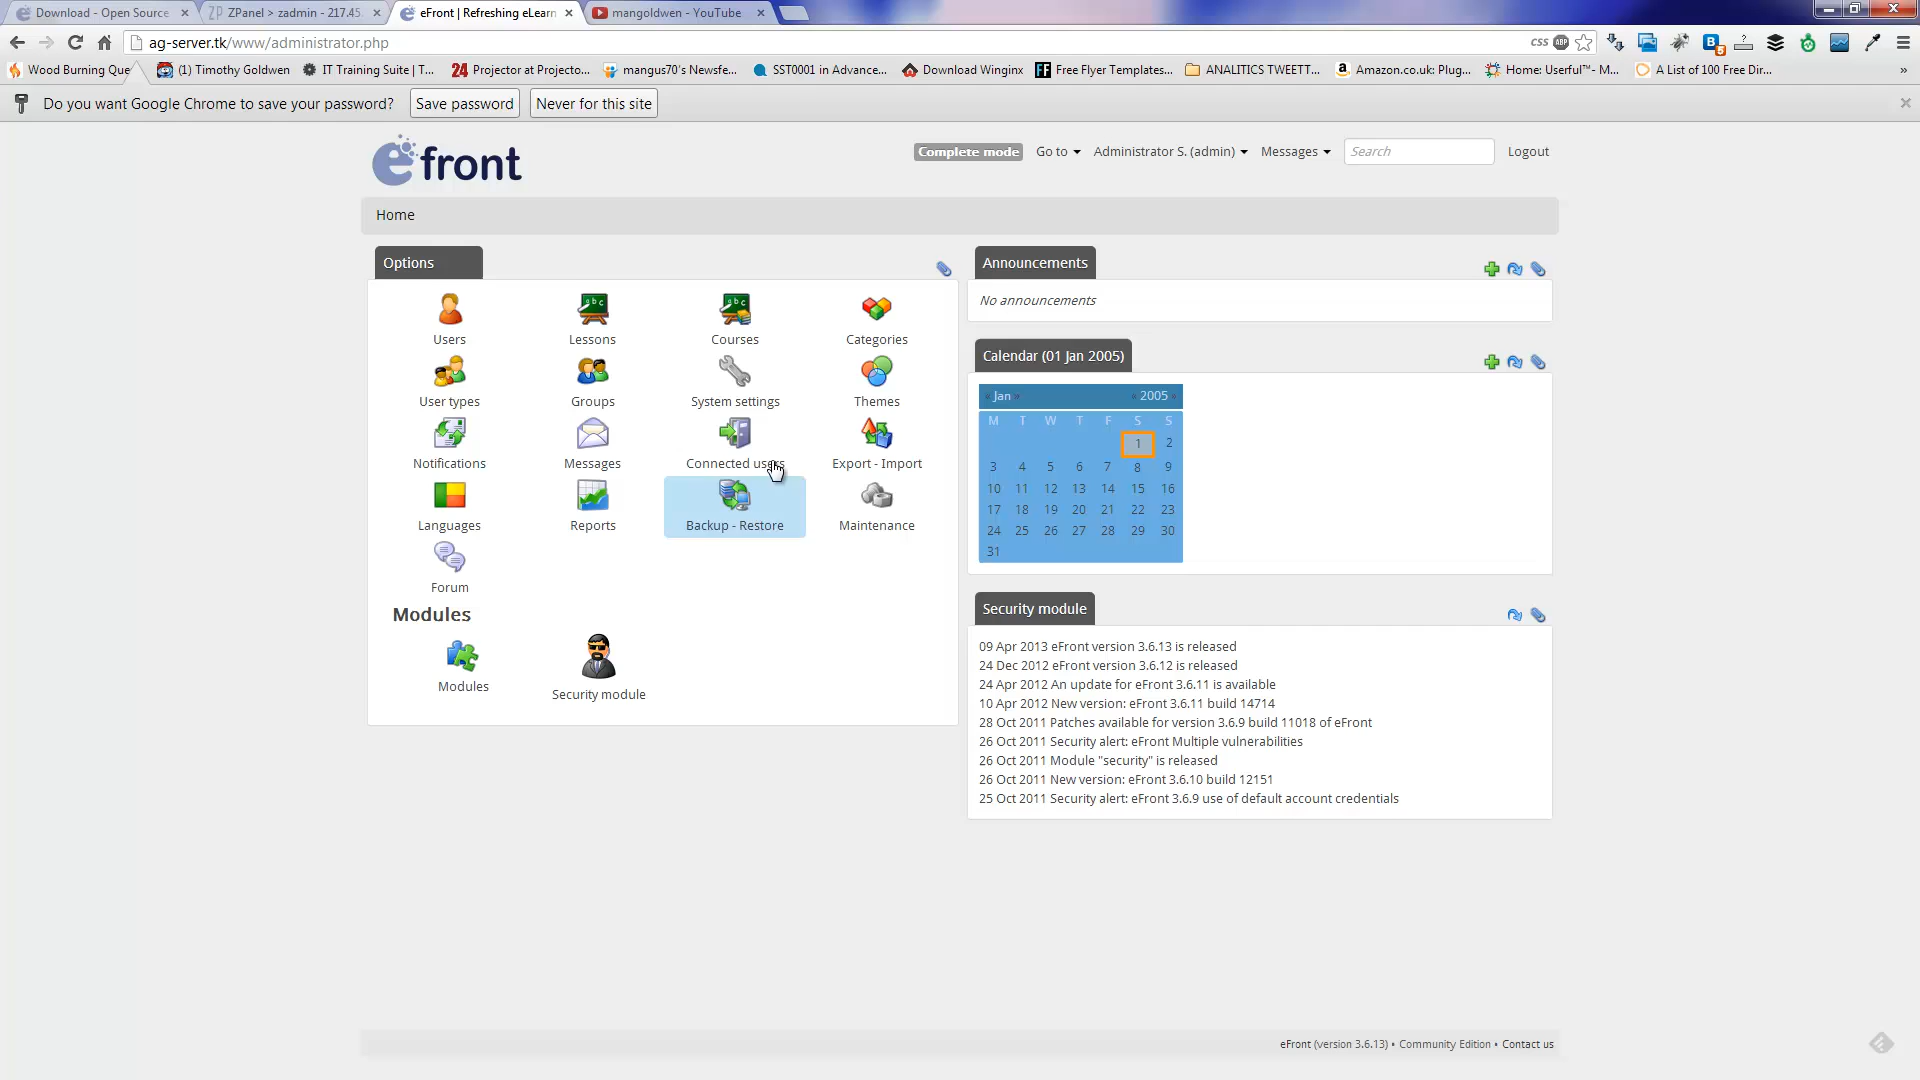 Download - Open Source
ZPanel > zadmin - 217.45.
eFront | Refreshing eLearn
mangoldwen - YouTube
ag-server.tk/www/administrator.php
css ABP
Wood Burning Que
(1) Timothy Goldwen
IT Training Suite | T...
24 Projector at Projecto...
mangus70's Newsfe...
SST0001 in Advance...
Download Winginx
FF Free Flyer Templates...
ANALITICS TWEETT...
Amazon.co.uk: Plug...
Home: Userful™ - M...
A List of 100 Free Dir...
»
Do you want Google Chrome to save your password?
Save password
Never for this site
efront
Complete mode
Go to
Administrator S. (admin)
Messages
Search
Logout
Home
Options
Users
Lessons
Courses
Categories
User types
Groups
System settings
Themes
Notifications
Messages
Connected users
Export - Import
Languages
Reports
Backup - Restore
Maintenance
Forum
Modules
Modules
Security module
Announcements
No announcements
Calendar (01 Jan 2005)
« Jan » « 2005 »
M T W T F S S
1 2
3 4 5 6 7 8 9
10 11 12 13 14 15 16
17 18 19 20 21 22 23
24 25 26 27 28 29 30
31
Security module
09 Apr 2013 eFront version 3.6.13 is released
24 Dec 2012 eFront version 3.6.12 is released
24 Apr 2012 An update for eFront 3.6.11 is available
10 Apr 2012 New version: eFront 3.6.11 build 14714
28 Oct 2011 Patches available for version 3.6.9 build 11018 of eFront
26 Oct 2011 Security alert: eFront Multiple vulnerabilities
26 Oct 2011 Module "security" is released
26 Oct 2011 New version: eFront 3.6.10 build 12151
25 Oct 2011 Security alert: eFront 3.6.9 use of default account credentials
eFront (version 3.6.13) • Community Edition • Contact us